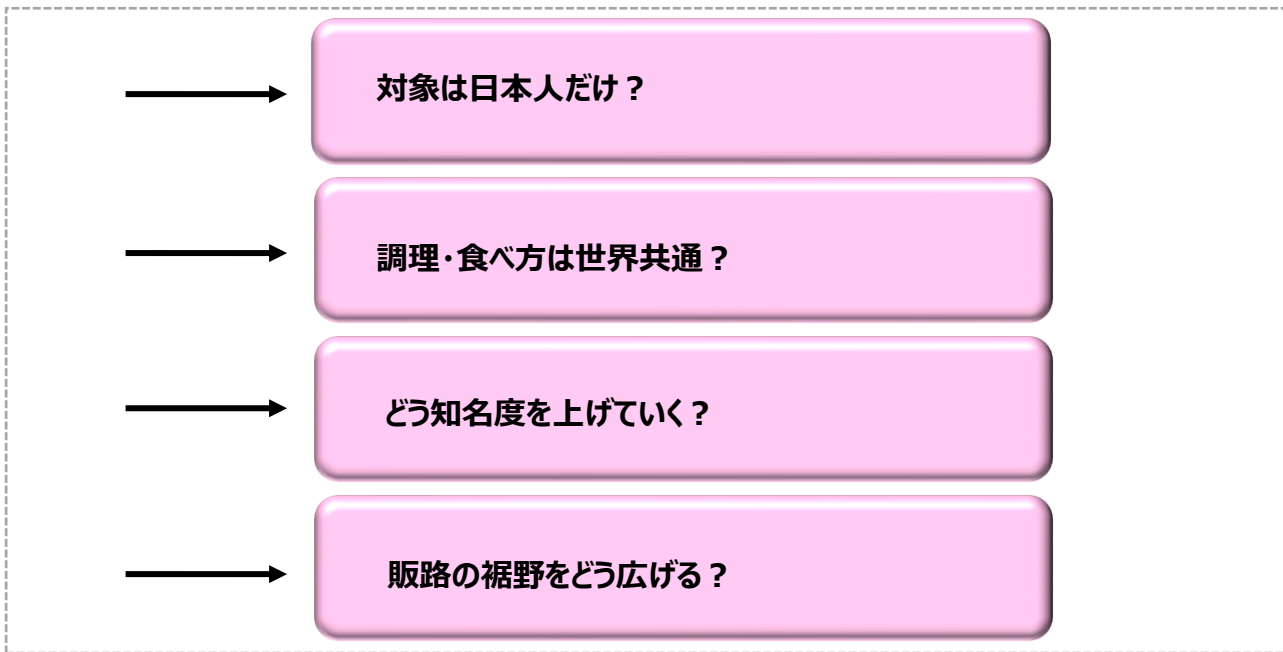 対象は日本人だけ？
調理・食べ方は世界共通？
どう知名度を上げていく？
販路の裾野をどう広げる？